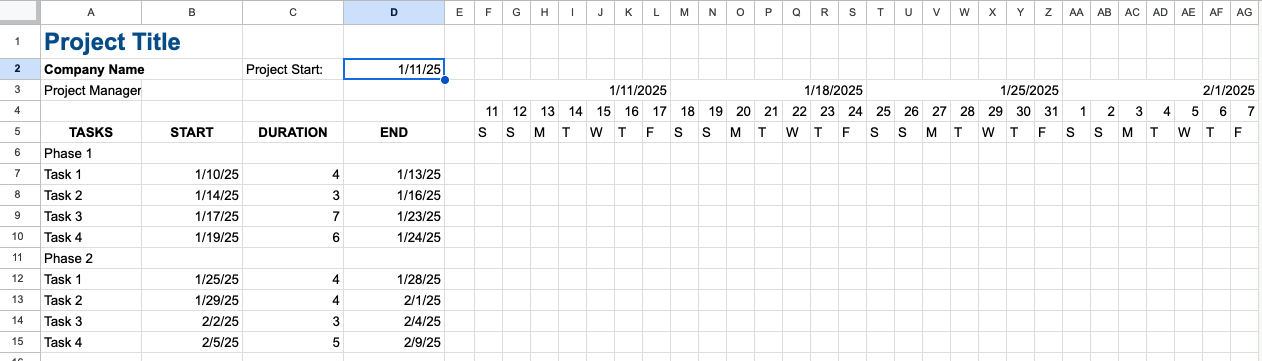 A B C D E F G H I J K L M N O P Q R S T U V W X Y Z AA AB AC AD AE AF AG
1 Project Title
2 Company Name Project Start: 1/11/25
3 Project Manager 1/11/2025 1/18/2025 1/25/2025 2/1/2025
4 11 12 13 14 15 16 17 18 19 20 21 22 23 24 25 26 27 28 29 30 31 1 2 3 4 5 6 7
5 TASKS START DURATION END S S M T W T F S S M T W T F S S M T W T F S S M T W T F
6 Phase 1
7 Task 1 1/10/25 4 1/13/25
8 Task 2 1/14/25 3 1/16/25
9 Task 3 1/17/25 7 1/23/25
10 Task 4 1/19/25 6 1/24/25
11 Phase 2
12 Task 1 1/25/25 4 1/28/25
13 Task 2 1/29/25 4 2/1/25
14 Task 3 2/2/25 3 2/4/25
15 Task 4 2/5/25 5 2/9/25